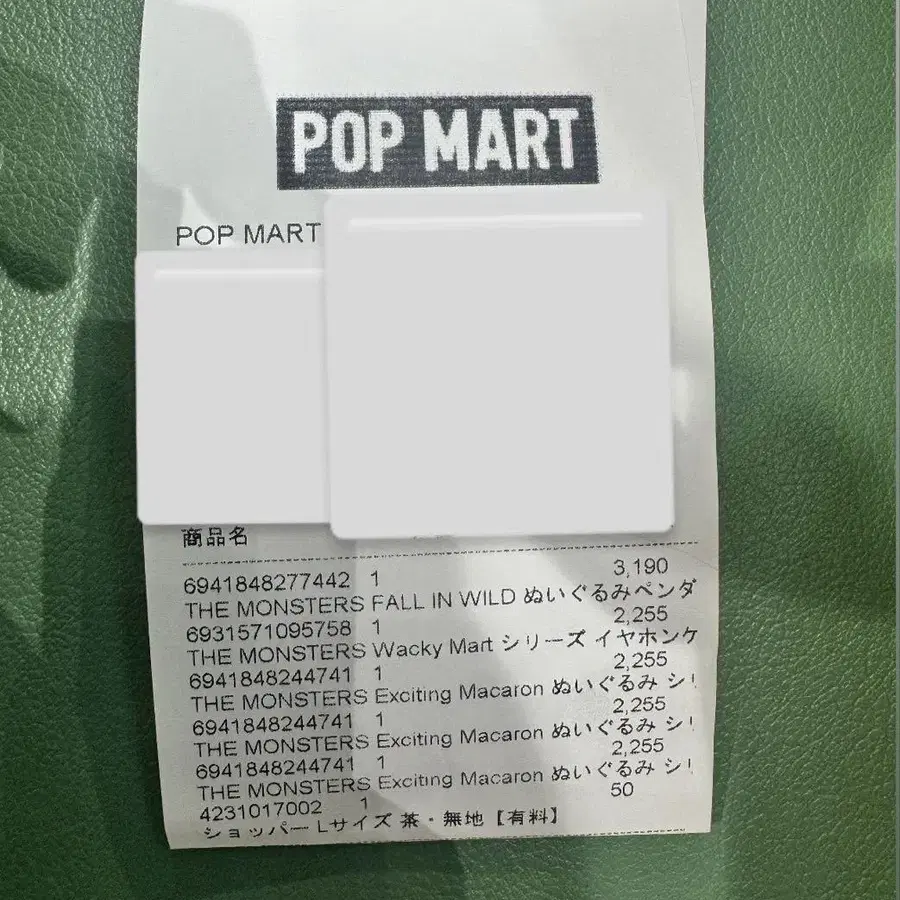 POP MART
POP MART
商品名
6941848277442 1 3,190
THE MONSTERS FALL IN WILD ぬいぐるみペンダ
6931571095758 1 2,255
THE MONSTERS Wacky Mart シリーズ イヤホンケ
6941848244741 1 2,255
THE MONSTERS Exciting Macaron ぬいぐるみ シリ
6941848244741 1 2,255
THE MONSTERS Exciting Macaron ぬいぐるみ シリ
6941848244741 1 2,255
THE MONSTERS Exciting Macaron ぬいぐるみ シリ
4231017002 1 50
ショッパー Lサイズ 茶・無地【有料】